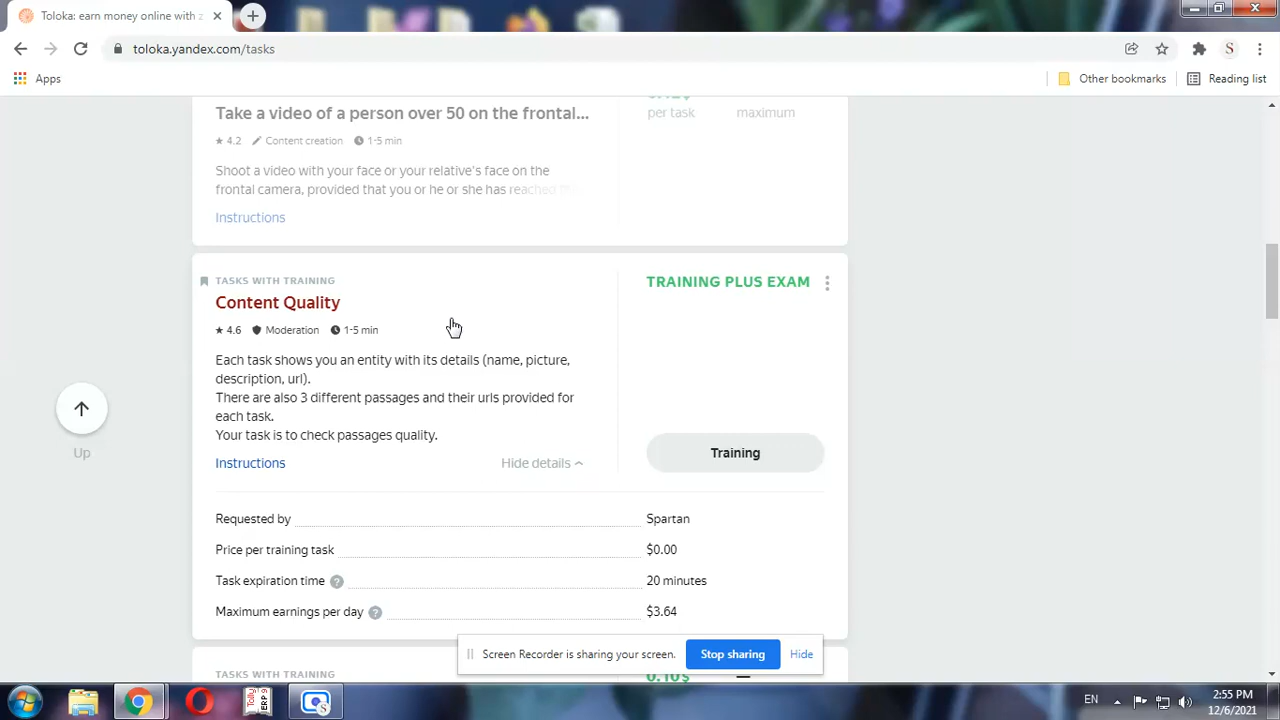 Toloka: earn money online with
toloka.yandex.com/tasks
S
Apps
Other bookmarks
Reading list
Take a video of a person over 50 on the frontal...
per task
maximum
4.2 Content creation 1-5 min
Shoot a video with your face or your relative's face on the
frontal camera, provided that you or he or she has reached
Instructions
TASKS WITH TRAINING
TRAINING PLUS EXAM
Content Quality
4.6 Moderation 1-5 min
Each task shows you an entity with its details (name, picture,
description, url).
There are also 3 different passages and their urls provided for
each task.
Your task is to check passages quality.
Up
Instructions
Hide details
Training
Requested by
Spartan
Price per training task
$0.00
Task expiration time ?
20 minutes
Maximum earnings per day ?
$3.64
Screen Recorder is sharing your screen.
Stop sharing
Hide
TASKS WITH TRAINING
0.10$
Tally
ERP 9
S
EN
2:55 PM
12/6/2021